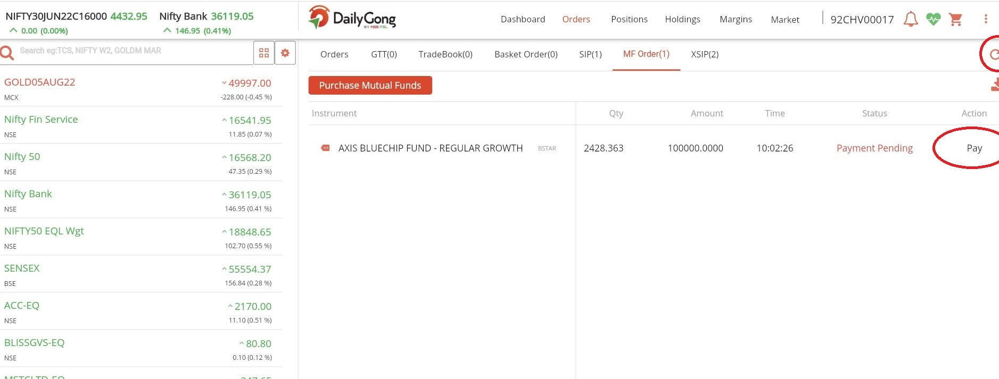 NIFTY30JUN22C16000 4432.95 Nifty Bank 36119.05
0.00 (0.00%) 146.95 (0.41%)
DailyGong
BY MSE FSL
Dashboard Orders Positions Holdings Margins Market 92CHV00017
Search eg:TCS, NIFTY W2, GOLDM MAR
Orders GTT(0) TradeBook(0) Basket Order(0) SIP(1) MF Order(1) XSIP(2)
Purchase Mutual Funds
Instrument Qty Amount Time Status Action
AXIS BLUECHIP FUND - REGULAR GROWTH BSTAR 2428.363 100000.0000 10:02:26 Payment Pending Pay
GOLD05AUG22 49997.00
MCX -228.00 (-0.45 %)
Nifty Fin Service 16541.95
NSE 11.85 (0.07 %)
Nifty 50 16568.20
NSE 47.35 (0.29 %)
Nifty Bank 36119.05
NSE 146.95 (0.41 %)
NIFTY50 EQL Wgt 18848.65
NSE 102.70 (0.55 %)
SENSEX 55554.37
BSE 156.84 (0.28 %)
ACC-EQ 2170.00
NSE 11.10 (0.51 %)
BLISSGVS-EQ 80.80
NSE 0.10 (0.12 %)